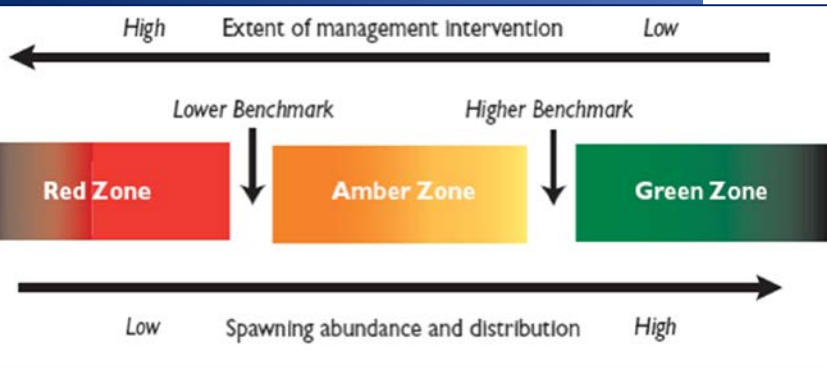 High Extent of management intervention Low
Lower Benchmark Higher Benchmark
Red Zone Amber Zone Green Zone
Low Spawning abundance and distribution High